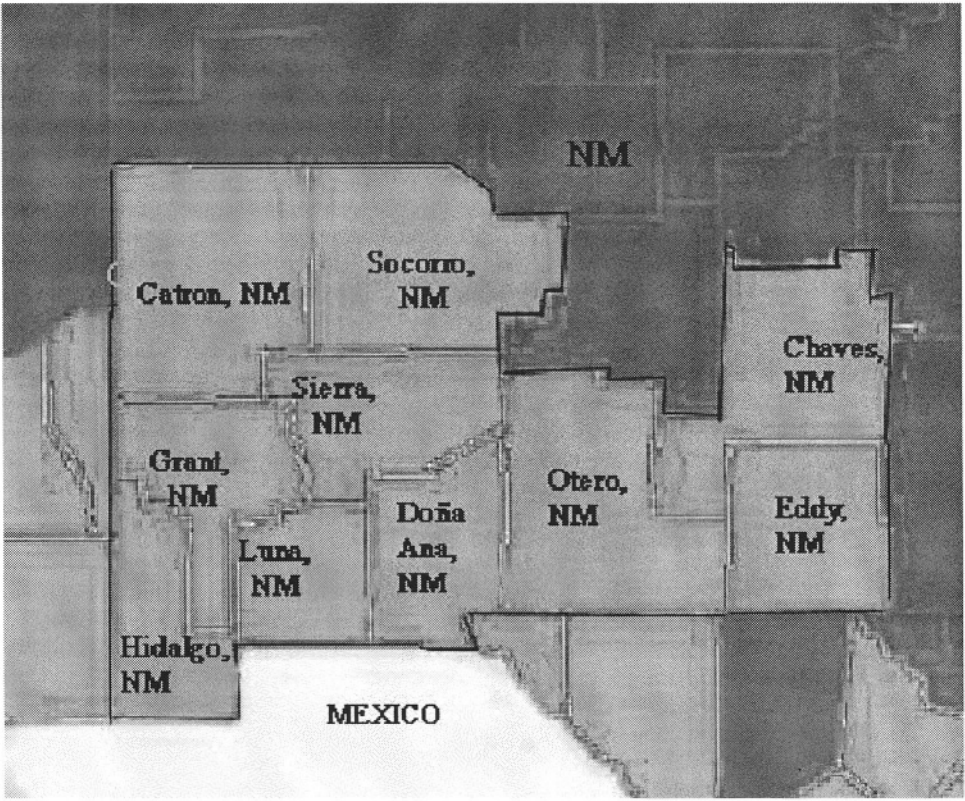 NM
Socorro,
NM
Catron, NM
Chaves,
NM
Sierra,
NM
Grant,
NM
Otero,
NM
Doña
Ana,
NM
Eddy,
NM
Luna,
NM
Hidalgo,
NM
MEXICO